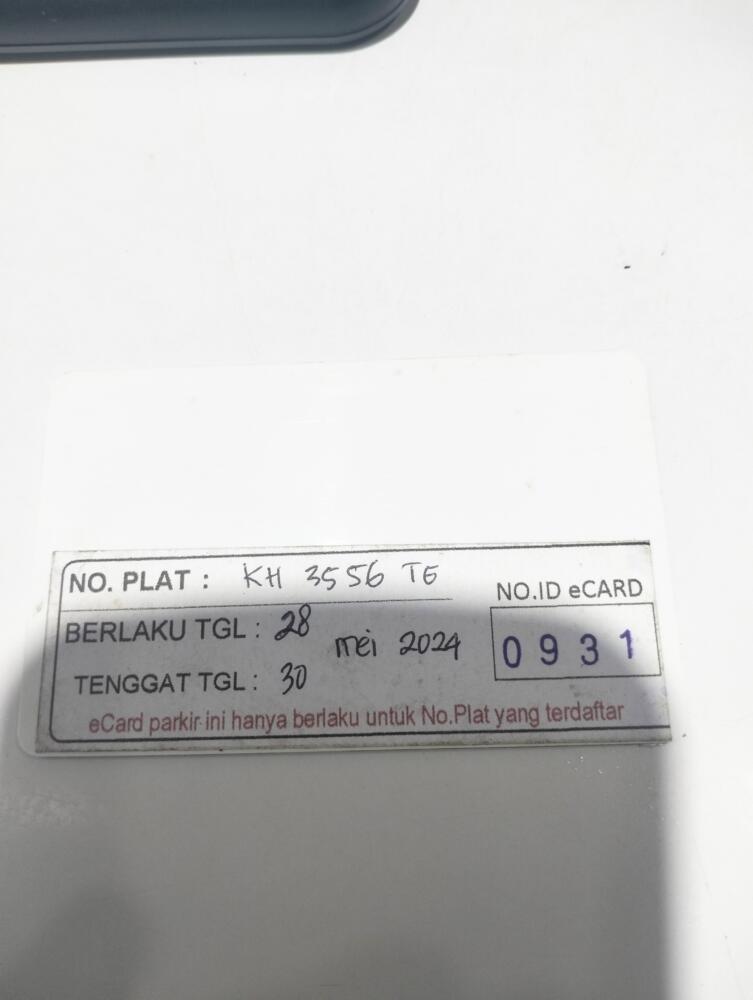 NO. PLAT : KH 3556 TE
NO.ID eCARD
BERLAKU TGL : 28 mei 2024
0931
TENGGAT TGL : 30
eCard parkir ini hanya berlaku untuk No.Plat yang terdaftar